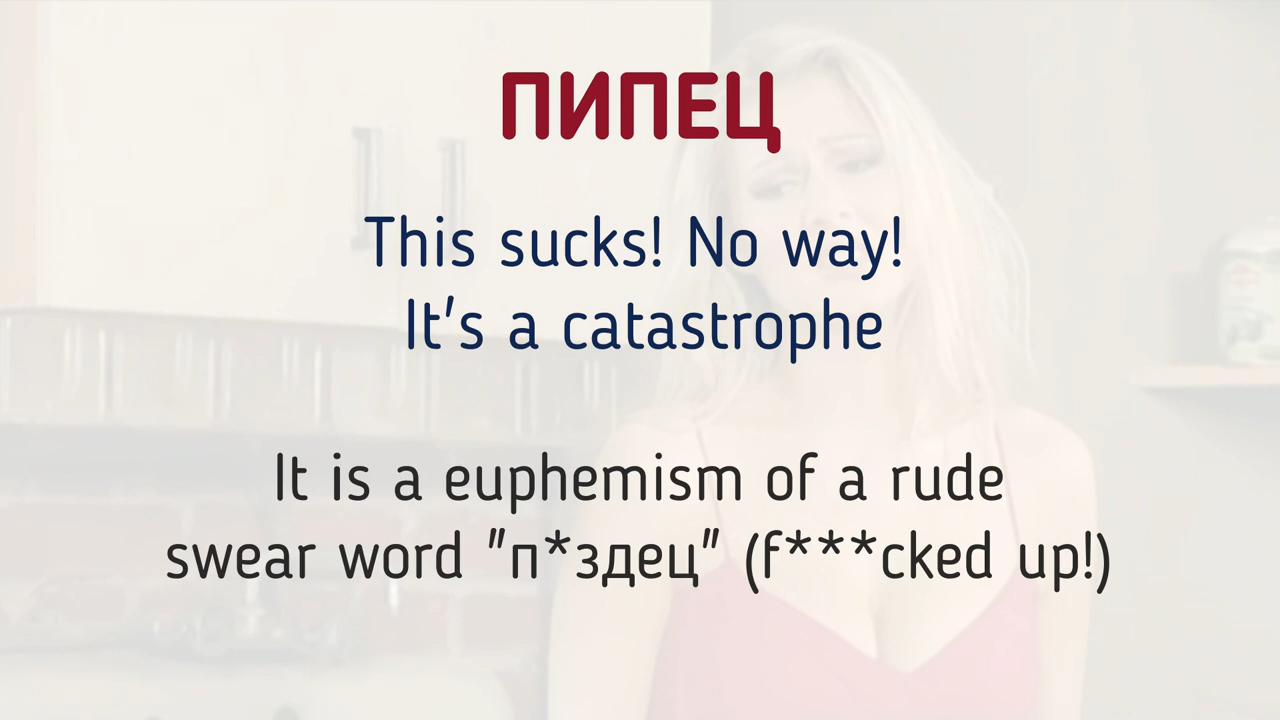 ПИПЕЦ
This sucks! No way!
It's a catastrophe
It is a euphemism of a rude
swear word "п*здец" (f***cked up!)